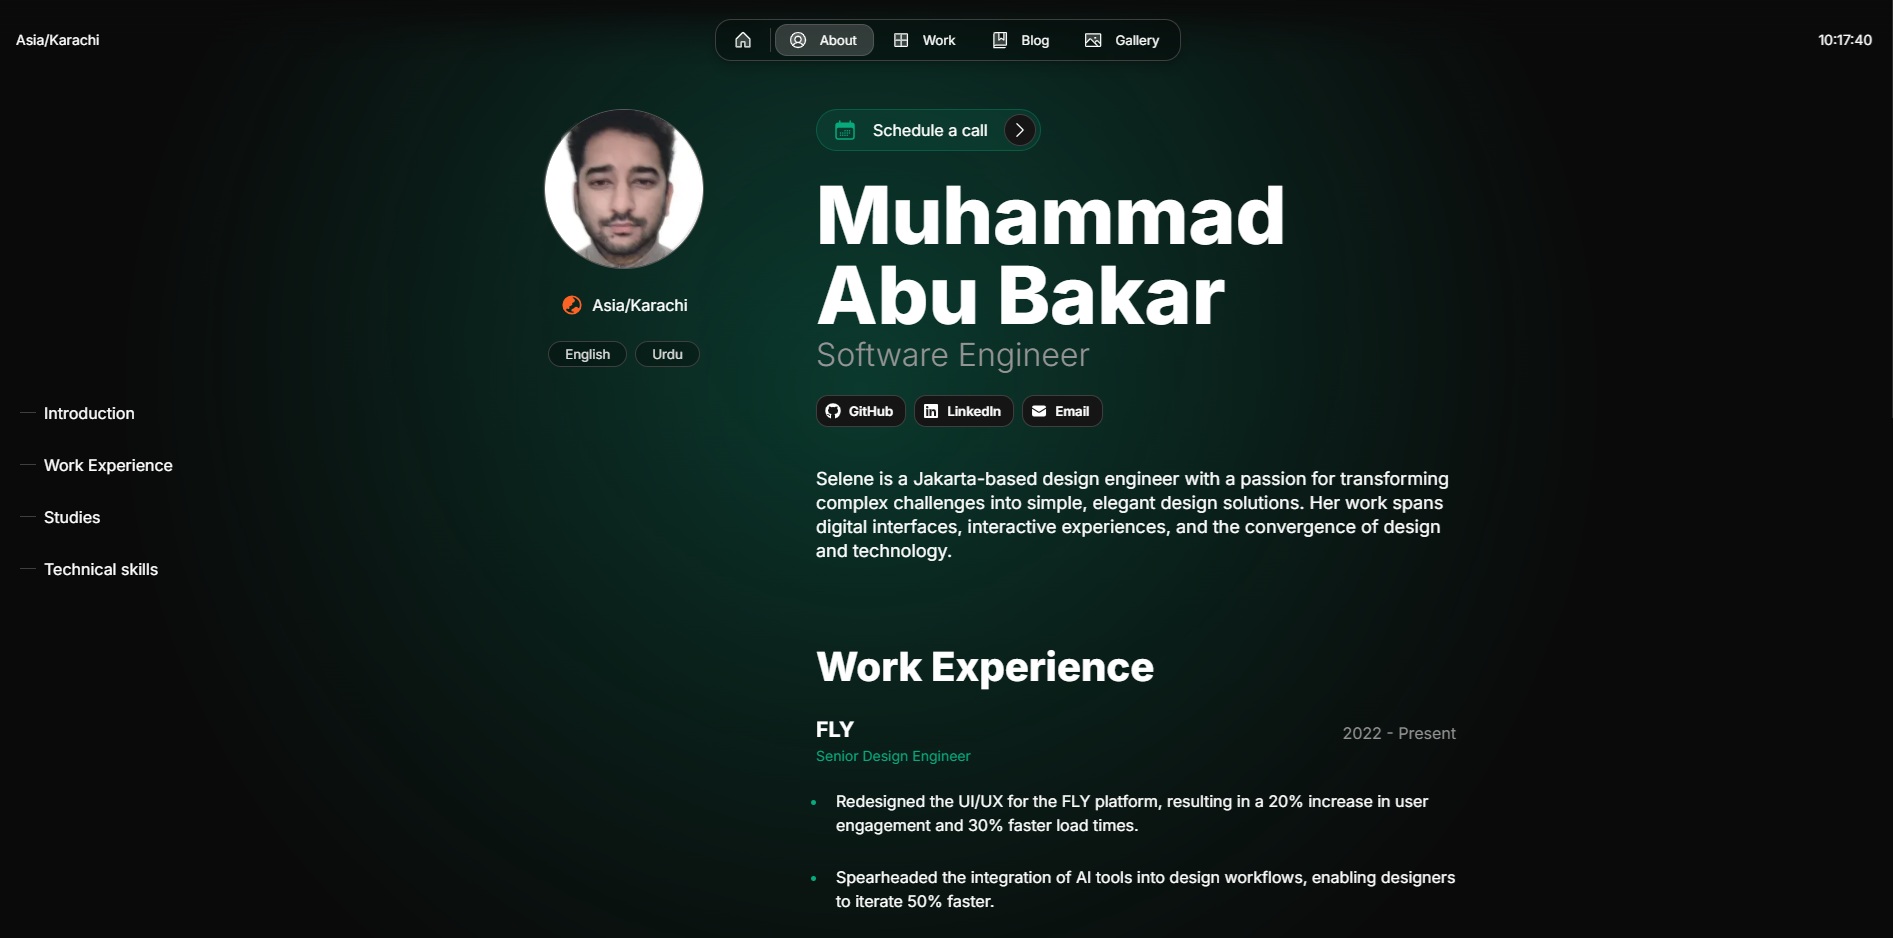 Asia/Karachi
About
Work
Blog
Gallery
10:17:40
Schedule a call
Muhammad
Abu Bakar
Software Engineer
Asia/Karachi
English
Urdu
GitHub
LinkedIn
Email
Introduction
Work Experience
Studies
Technical skills
Selene is a Jakarta-based design engineer with a passion for transforming
complex challenges into simple, elegant design solutions. Her work spans
digital interfaces, interactive experiences, and the convergence of design
and technology.
Work Experience
FLY
2022 - Present
Senior Design Engineer
Redesigned the UI/UX for the FLY platform, resulting in a 20% increase in user
engagement and 30% faster load times.
Spearheaded the integration of AI tools into design workflows, enabling designers
to iterate 50% faster.